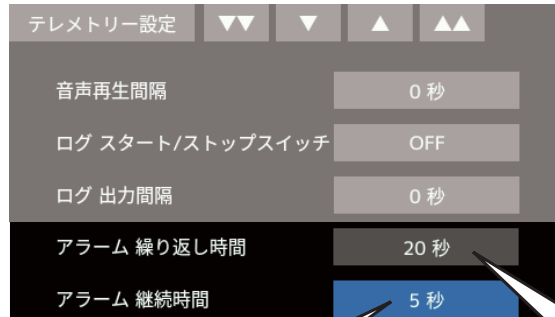 テレメトリー設定 ▼▼ ▼ ▲ ▲▲
音声再生間隔 0 秒
ログ スタート/ストップスイッチ OFF
ログ 出力間隔 0 秒
アラーム 繰り返し時間 20 秒
アラーム 継続時間 5 秒